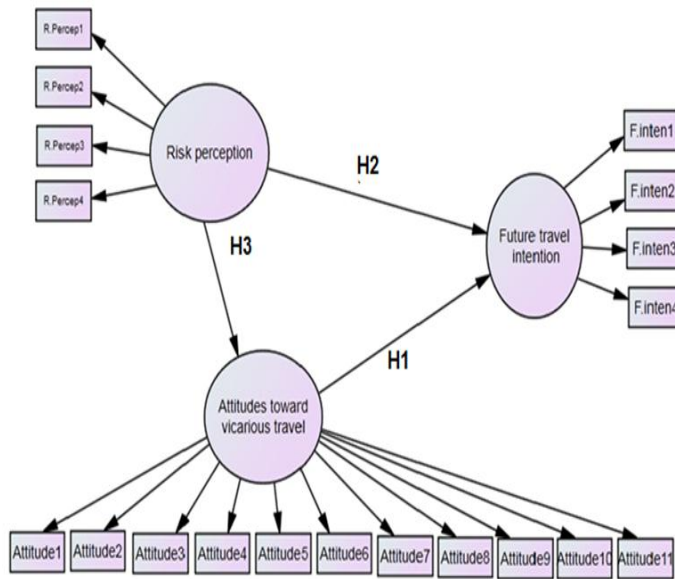 R.Percep1
R.Percep2
R.Percep3
R.Percep4
Risk perception
H2
H3
H1
F.inten1
F.inten2
F.inten3
F.inten4
Future travel
intention
Attitudes toward
vicarious travel
Attitude1
Attitude2
Attitude3
Attitude4
Attitude5
Attitude6
Attitude7
Attitude8
Attitude9
Attitude10
Attitude11